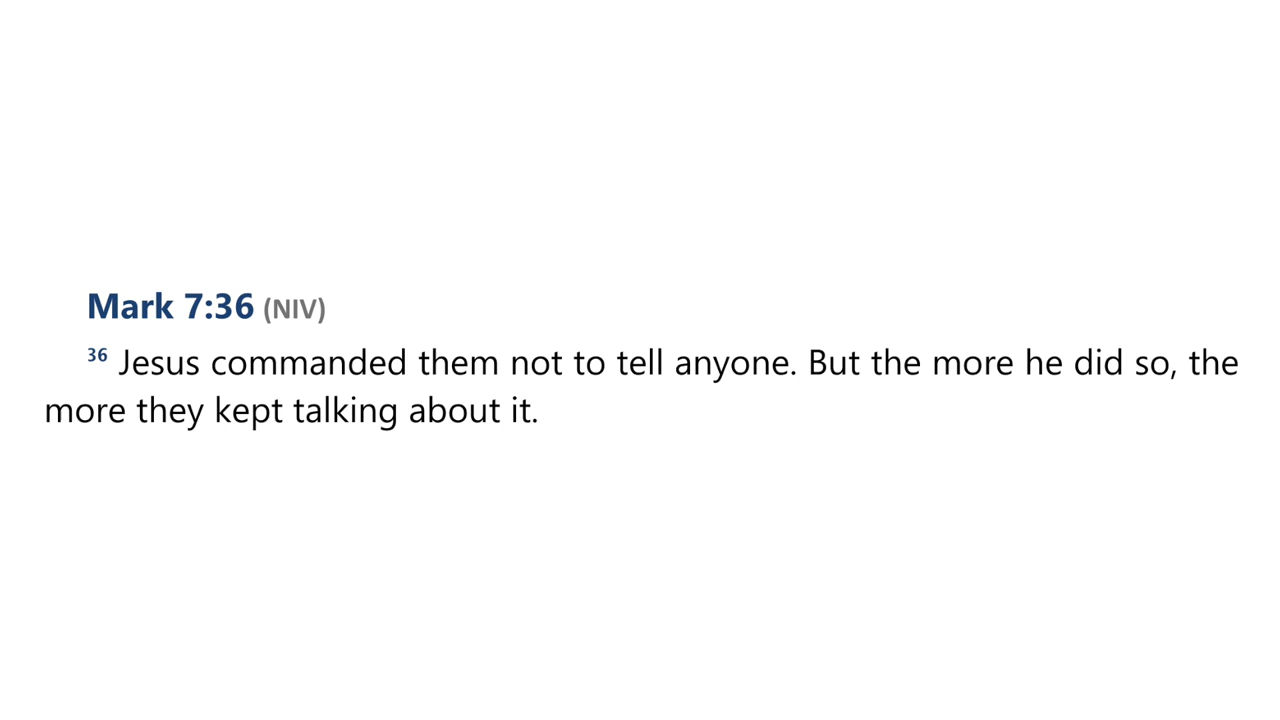 Mark 7:36 (NIV)
36 Jesus commanded them not to tell anyone. But the more he did so, the
more they kept talking about it.